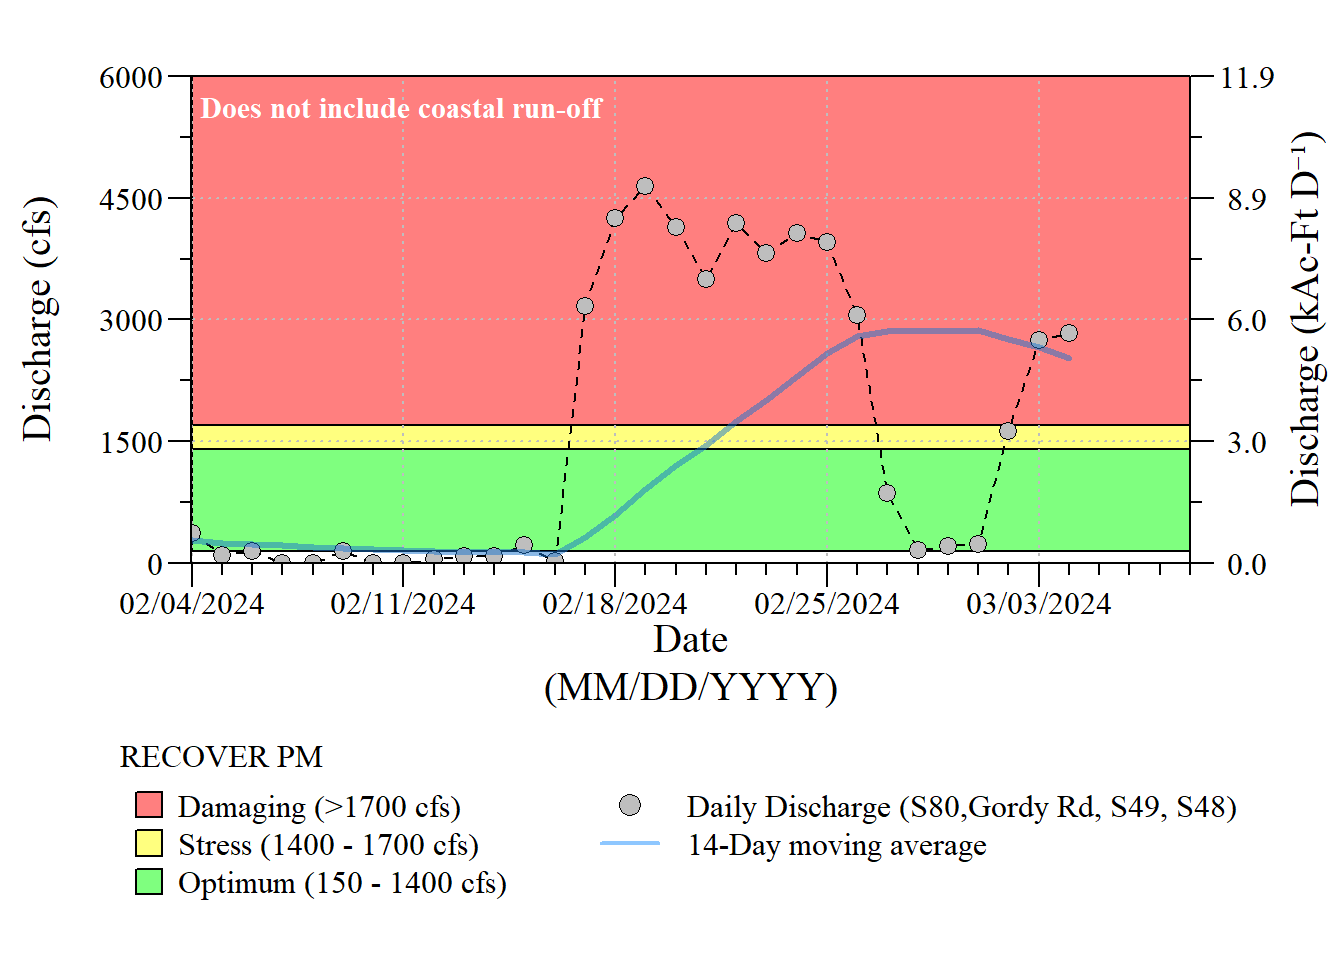 Does not include coastal run-off
Discharge (cfs)
6000
4500
3000
1500
0
11.9
8.9
6.0
3.0
0.0
Discharge (kAc-Ft D⁻¹)
02/04/2024 02/11/2024 02/18/2024 02/25/2024 03/03/2024
Date
(MM/DD/YYYY)
RECOVER PM
Damaging (>1700 cfs)
Stress (1400 - 1700 cfs)
Optimum (150 - 1400 cfs)
Daily Discharge (S80,Gordy Rd, S49, S48)
14-Day moving average